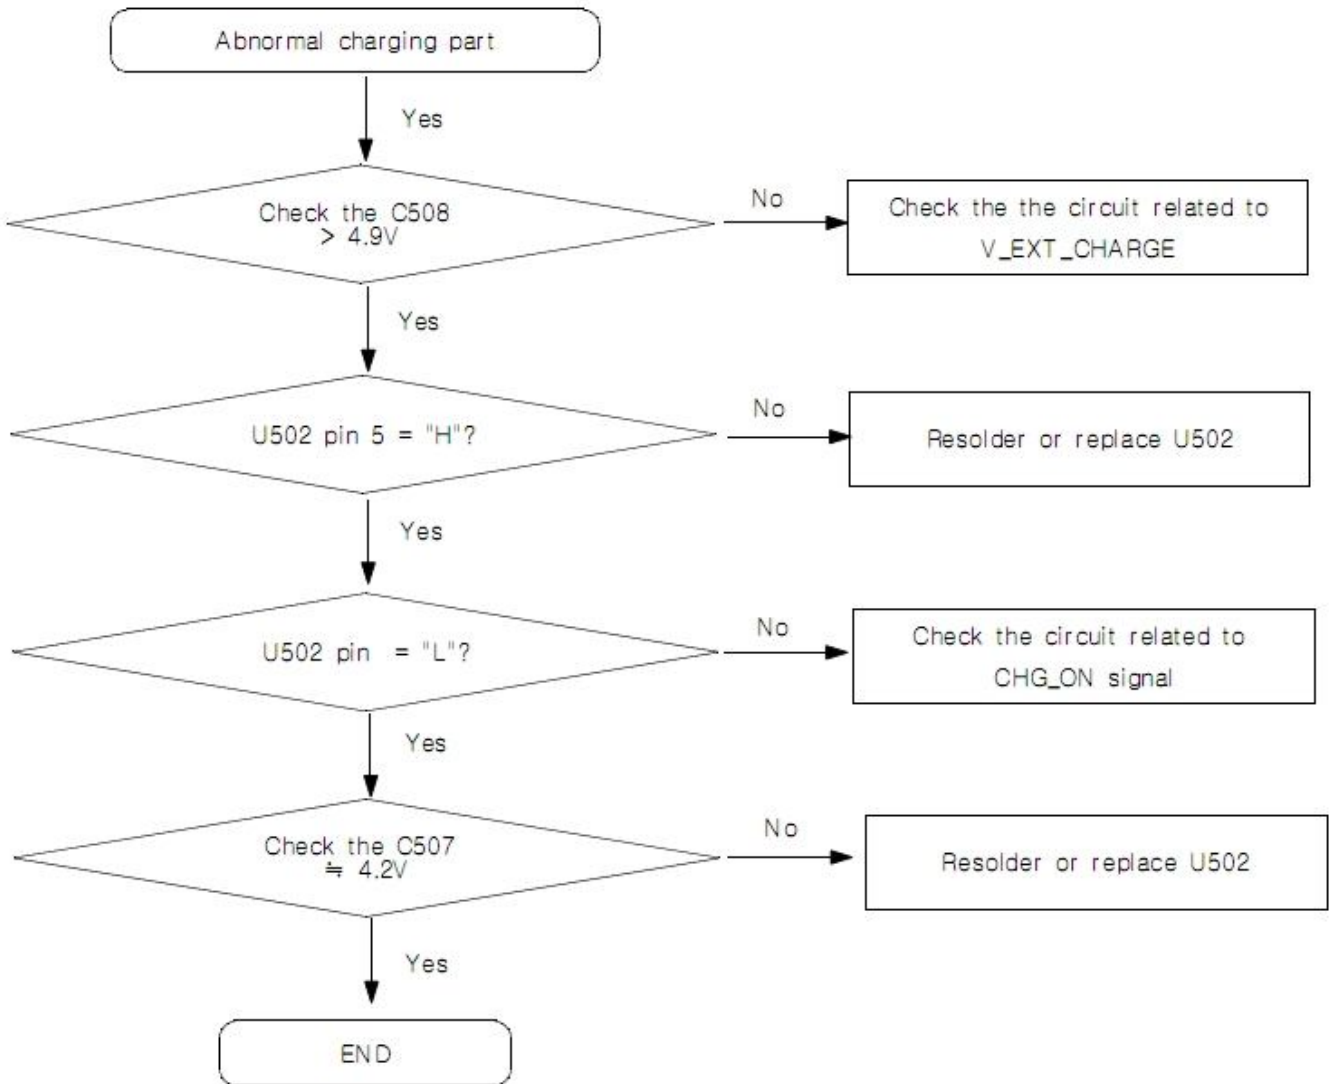 Abnormal charging part
Yes
Check the C508
> 4.9V
No
Check the the circuit related to
V_EXT_CHARGE
Yes
U502 pin 5 = "H"?
No
Resolder or replace U502
Yes
U502 pin  = "L"?
No
Check the circuit related to
CHG_ON signal
Yes
Check the C507
≒ 4.2V
No
Resolder or replace U502
Yes
END